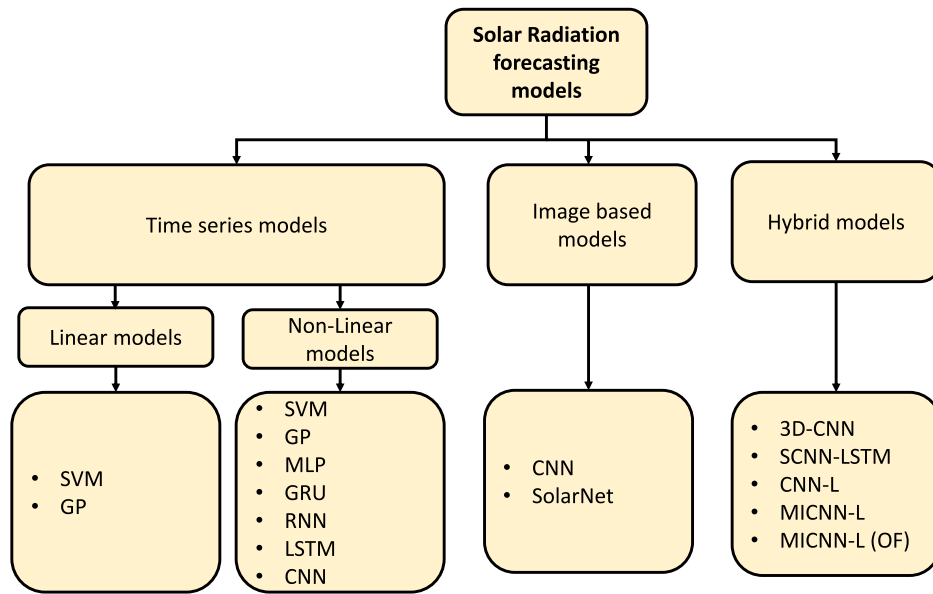 Solar Radiation
forecasting
models
Time series models
Image based
models
Hybrid models
Linear models
Non-Linear
models
• SVM
• GP
• SVM
• GP
• MLP
• GRU
• RNN
• LSTM
• CNN
• CNN
• SolarNet
• 3D-CNN
• SCNN-LSTM
• CNN-L
• MICNN-L
• MICNN-L (OF)